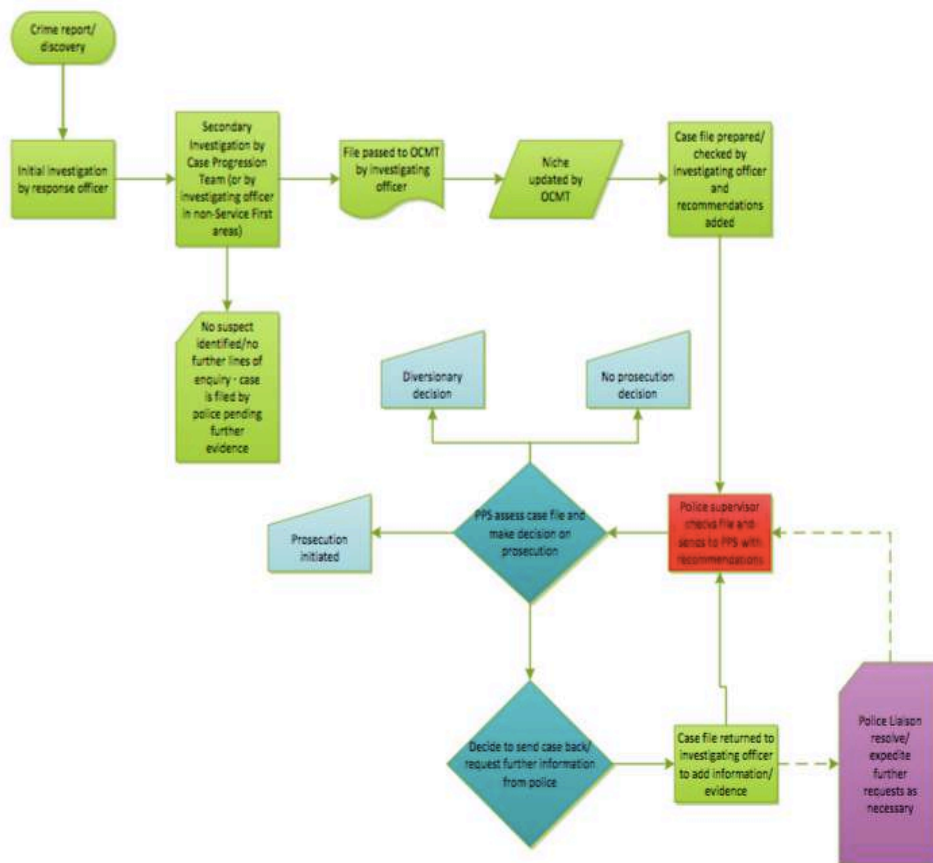 Crime report/
discovery
Initial investigation
by response officer
Secondary
Investigation by
Case Progression
Team (or by
investigating officer
in non-Service First
areas)
File passed to OCMT
by investigating
officer
Niche
updated by
OCMT
Case file prepared/
checked by
investigating officer
and
recommendations
added
No suspect
identified/no
further lines of
enquiry - case
is filed by
police pending
further
evidence
Diversionary
decision
No prosecution
decision
Prosecution
initiated
PPS assess case file and
make decision on
prosecution
Police supervisor
checks file and
sends to PPS with
recommendations
Decide to send case back/
request further information
from police
Case file returned to
investigating officer
to add information/
evidence
Police Liaison
resolve/
expedite
further
requests as
necessary